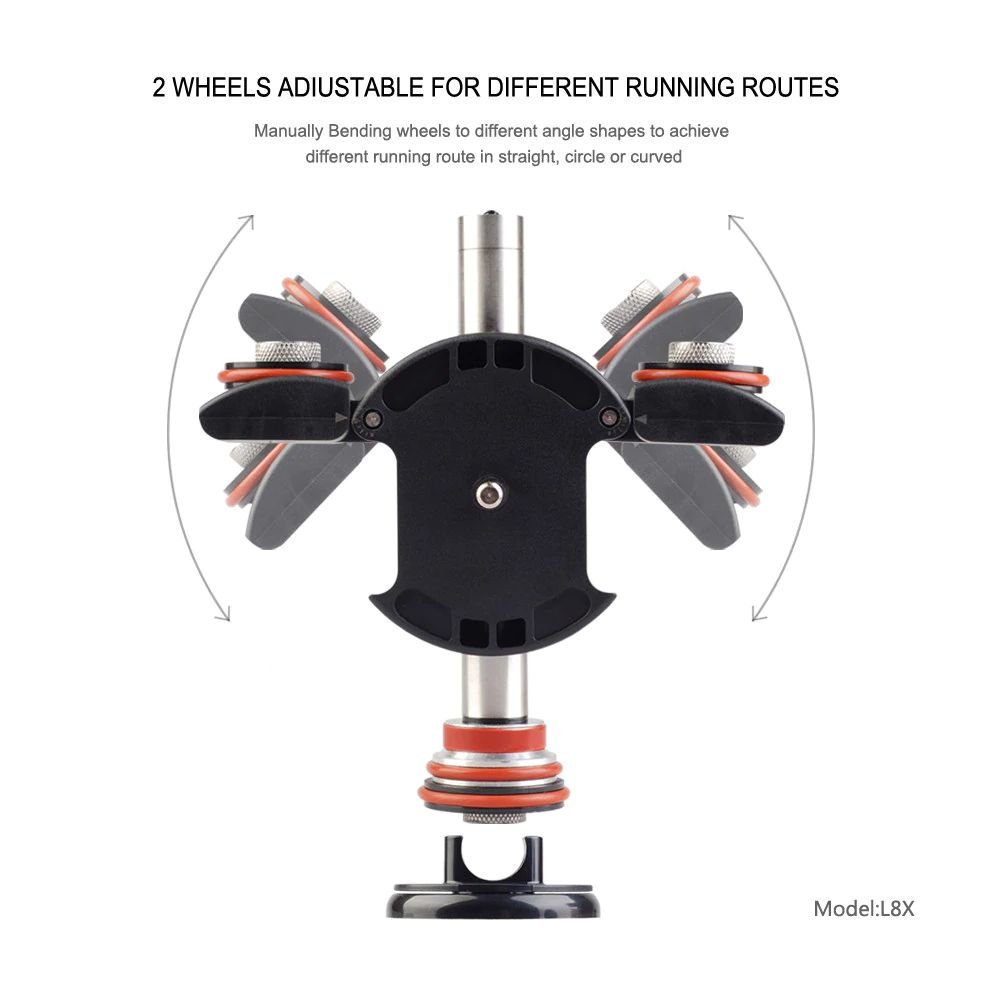 2 WHEELS ADIUSTABLE FOR DIFFERENT RUNNING ROUTES
Manually Bending wheels to different angle shapes to achieve
different running route in straight, circle or curved
Model:L8X